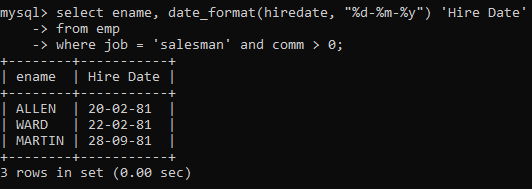 mysql> select ename, date_format(hiredate, "%d-%m-%y") 'Hire Date'
    -> from emp
    -> where job = 'salesman' and comm > 0;
+--------+-----------+
| ename  | Hire Date |
+--------+-----------+
| ALLEN  | 20-02-81  |
| WARD   | 22-02-81  |
| MARTIN | 28-09-81  |
+--------+-----------+
3 rows in set (0.00 sec)